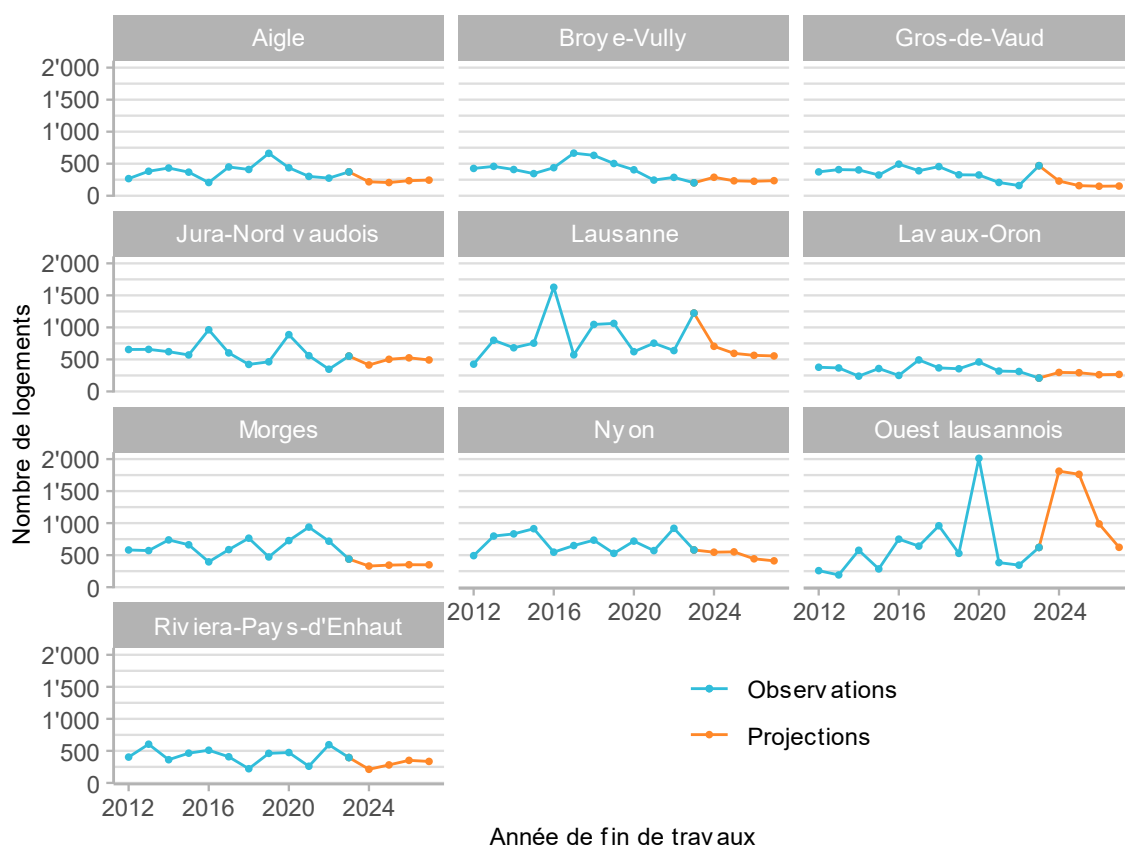 Aigle
Broye-Vully
Gros-de-Vaud
2'000
1'500
1'000
500
0
Jura-Nord vaudois
Lausanne
Lavaux-Oron
2'000
1'500
1'000
500
0
Morges
Nyon
Ouest lausannois
2'000
1'500
1'000
500
0
2012 2016 2020 2024
2012 2016 2020 2024
Riviera-Pays-d'Enhaut
2'000
1'500
1'000
500
0
2012 2016 2020 2024
Nombre de logements
Observations
Projections
Année de fin de travaux